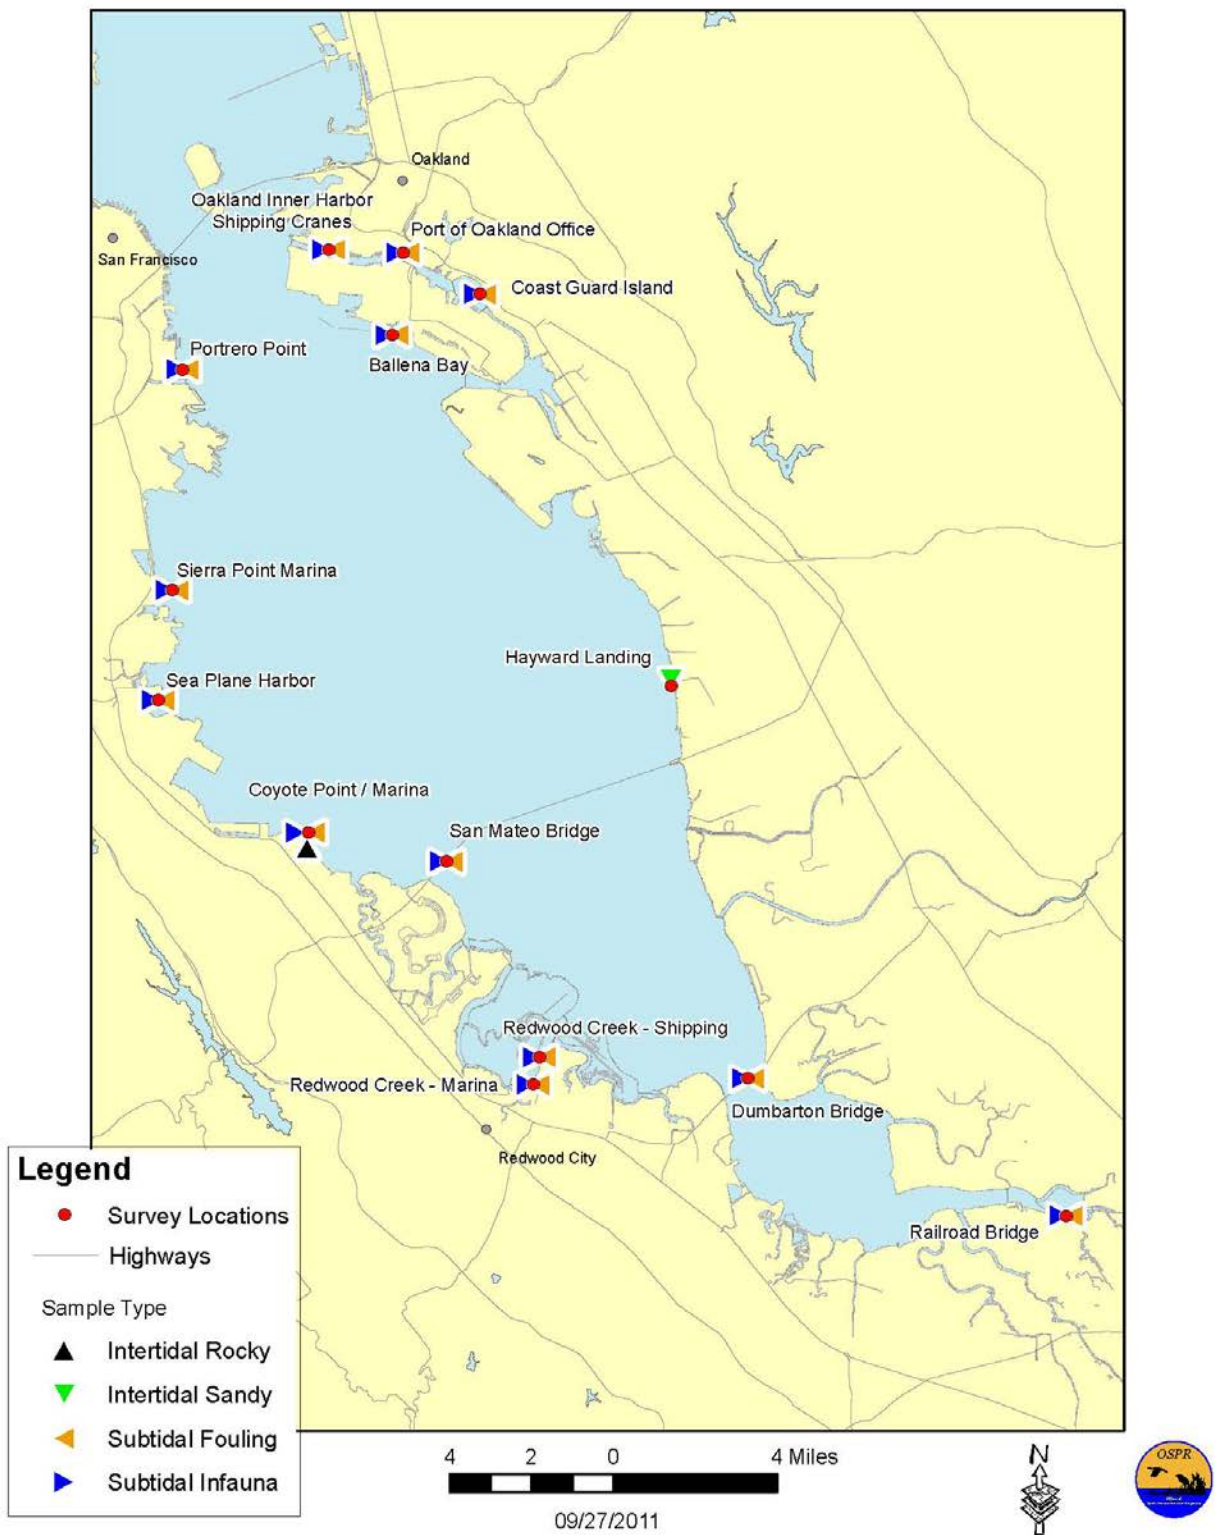 Oakland
Oakland Inner Harbor
Shipping Cranes
Port of Oakland Office
San Francisco
Coast Guard Island
Portrero Point
Ballena Bay
Sierra Point Marina
Hayward Landing
Sea Plane Harbor
Coyote Point / Marina
San Mateo Bridge
Redwood Creek - Shipping
Redwood Creek - Marina
Dumbarton Bridge
Redwood City
Railroad Bridge
Legend
Survey Locations
Highways
Sample Type
Intertidal Rocky
Intertidal Sandy
Subtidal Fouling
Subtidal Infauna
4 2 0 4 Miles
09/27/2011
N
OSPR